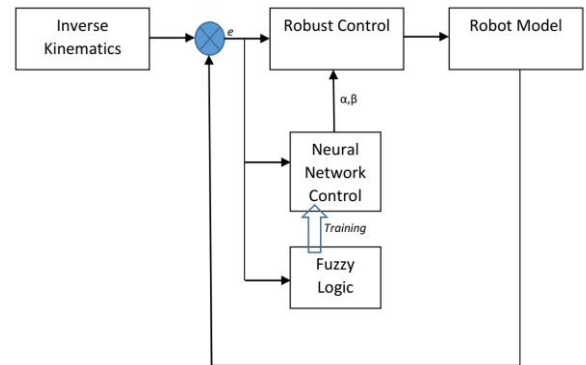 Inverse
Kinematics
e
Robust Control
Robot Model
α,β
Neural
Network
Control
Training
Fuzzy
Logic